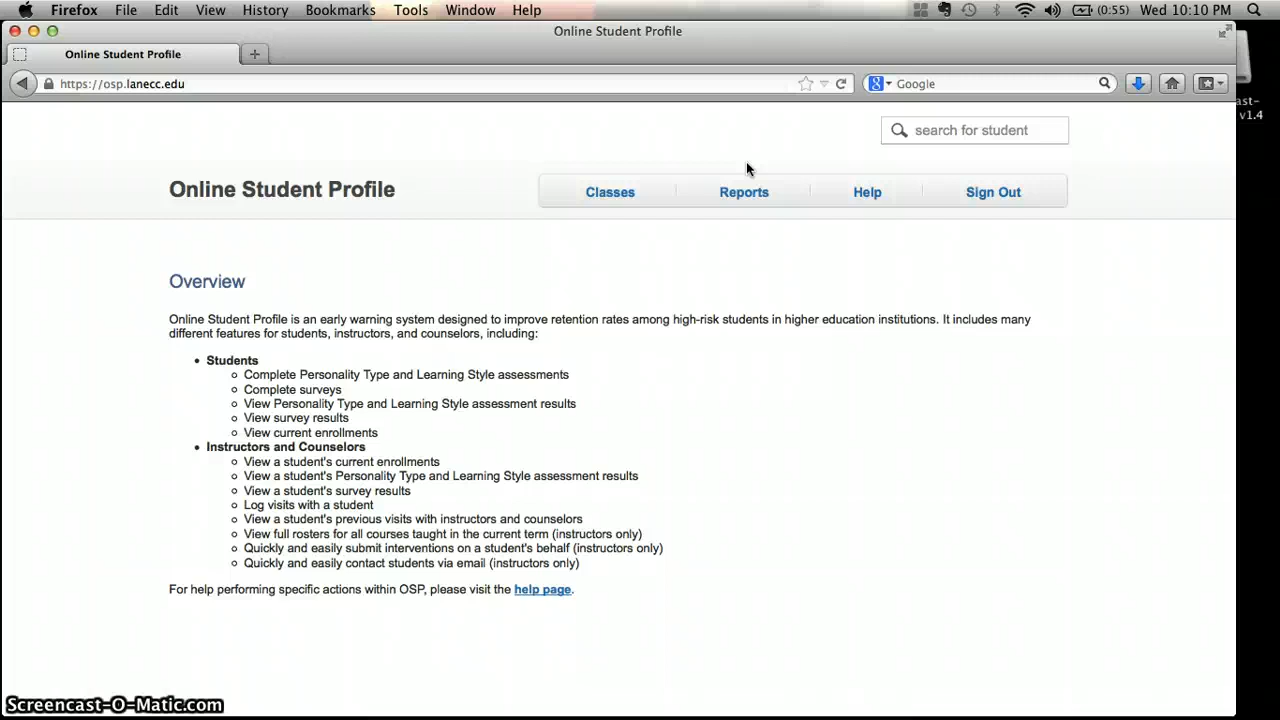 Firefox File Edit View History Bookmarks Tools Window Help (0:55) Wed 10:10 PM
Online Student Profile
Online Student Profile
https://osp.lanecc.edu
Google
ast-
v1.4
search for student
Online Student Profile
Classes Reports Help Sign Out
Overview
Online Student Profile is an early warning system designed to improve retention rates among high-risk students in higher education institutions. It includes many
different features for students, instructors, and counselors, including:
Students
Complete Personality Type and Learning Style assessments
Complete surveys
View Personality Type and Learning Style assessment results
View survey results
View current enrollments
Instructors and Counselors
View a student's current enrollments
View a student's Personality Type and Learning Style assessment results
View a student's survey results
Log visits with a student
View a student's previous visits with instructors and counselors
View full rosters for all courses taught in the current term (instructors only)
Quickly and easily submit interventions on a student's behalf (instructors only)
Quickly and easily contact students via email (instructors only)
For help performing specific actions within OSP, please visit the help page.
Screencast-O-Matic.com